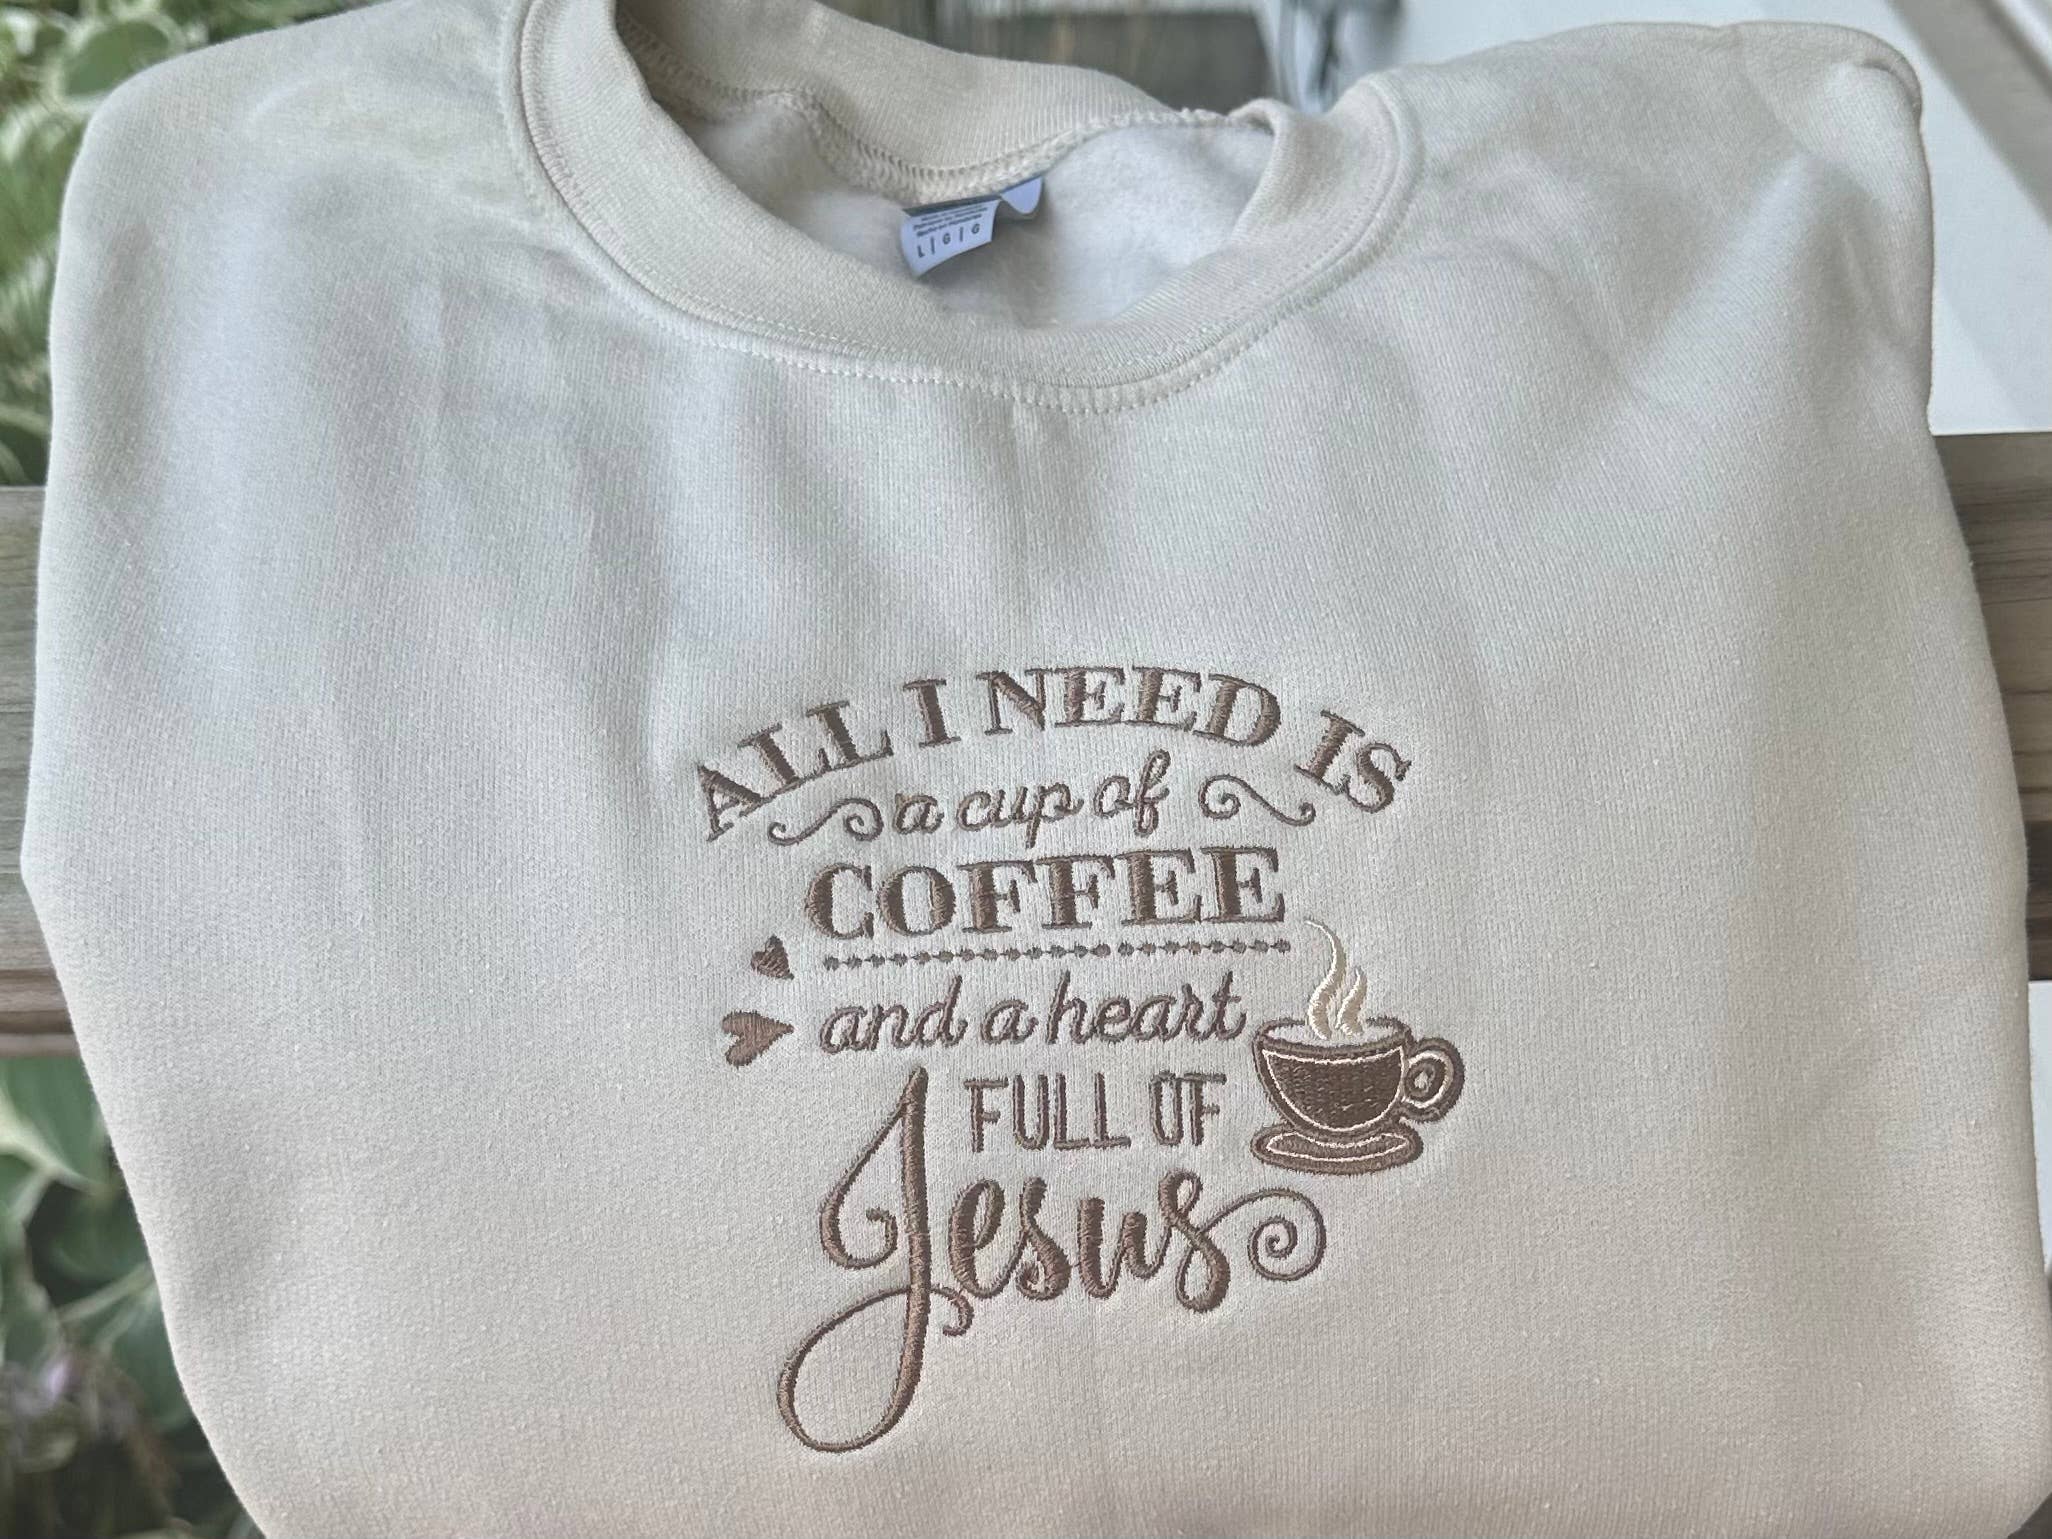 L | G | G
ALL I NEED IS
a cup of
COFFEE
and a heart
FULL OF
Jesus